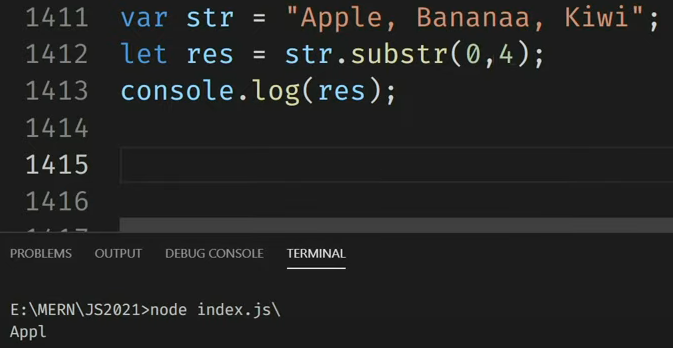 1411 var str = "Apple, Bananaa, Kiwi";
1412 let res = str.substr(0,4);
1413 console.log(res);
1414
1415
1416
PROBLEMS OUTPUT DEBUG CONSOLE TERMINAL
E:\MERN\JS2021>node index.js\
Appl